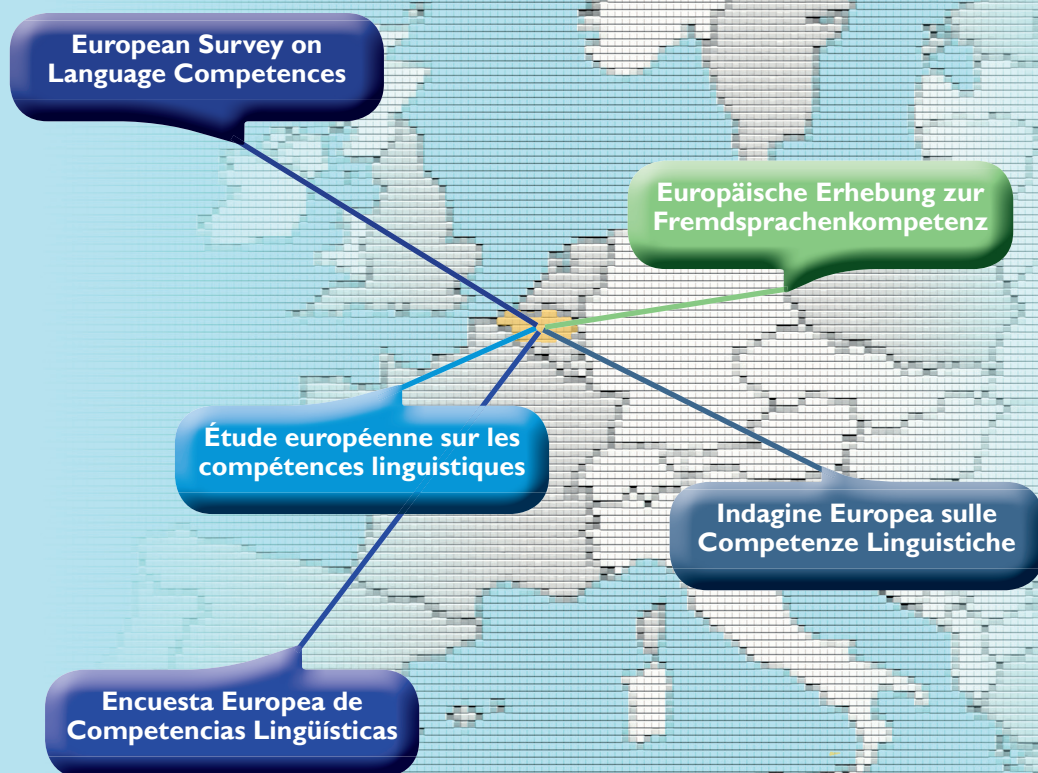 European Survey on
Language Competences
Europäische Erhebung zur
Fremdsprachenkompetenz
Étude européenne sur les
compétences linguistiques
Indagine Europea sulle
Competenze Linguistiche
Encuesta Europea de
Competencias Lingüísticas